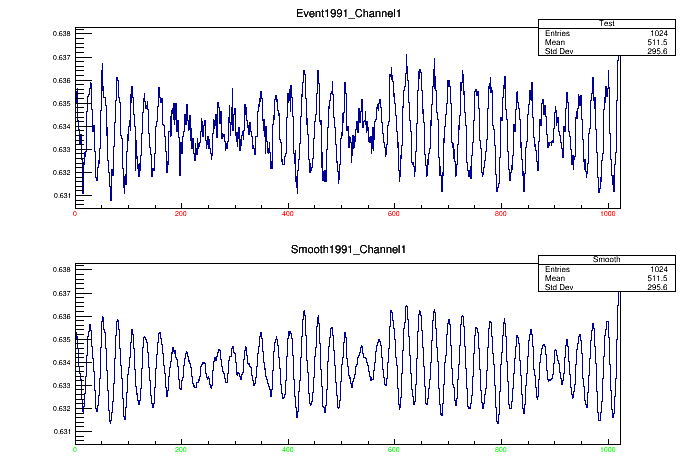 Event1991_Channel1
Test
Entries 1024
Mean 511.5
Std Dev 295.6
0.638
0.637
0.636
0.635
0.634
0.633
0.632
0.631
0 200 400 600 800 1000
Smooth1991_Channel1
Smooth
Entries 1024
Mean 511.5
Std Dev 295.6
0.638
0.637
0.636
0.635
0.634
0.633
0.632
0.631
0 200 400 600 800 1000